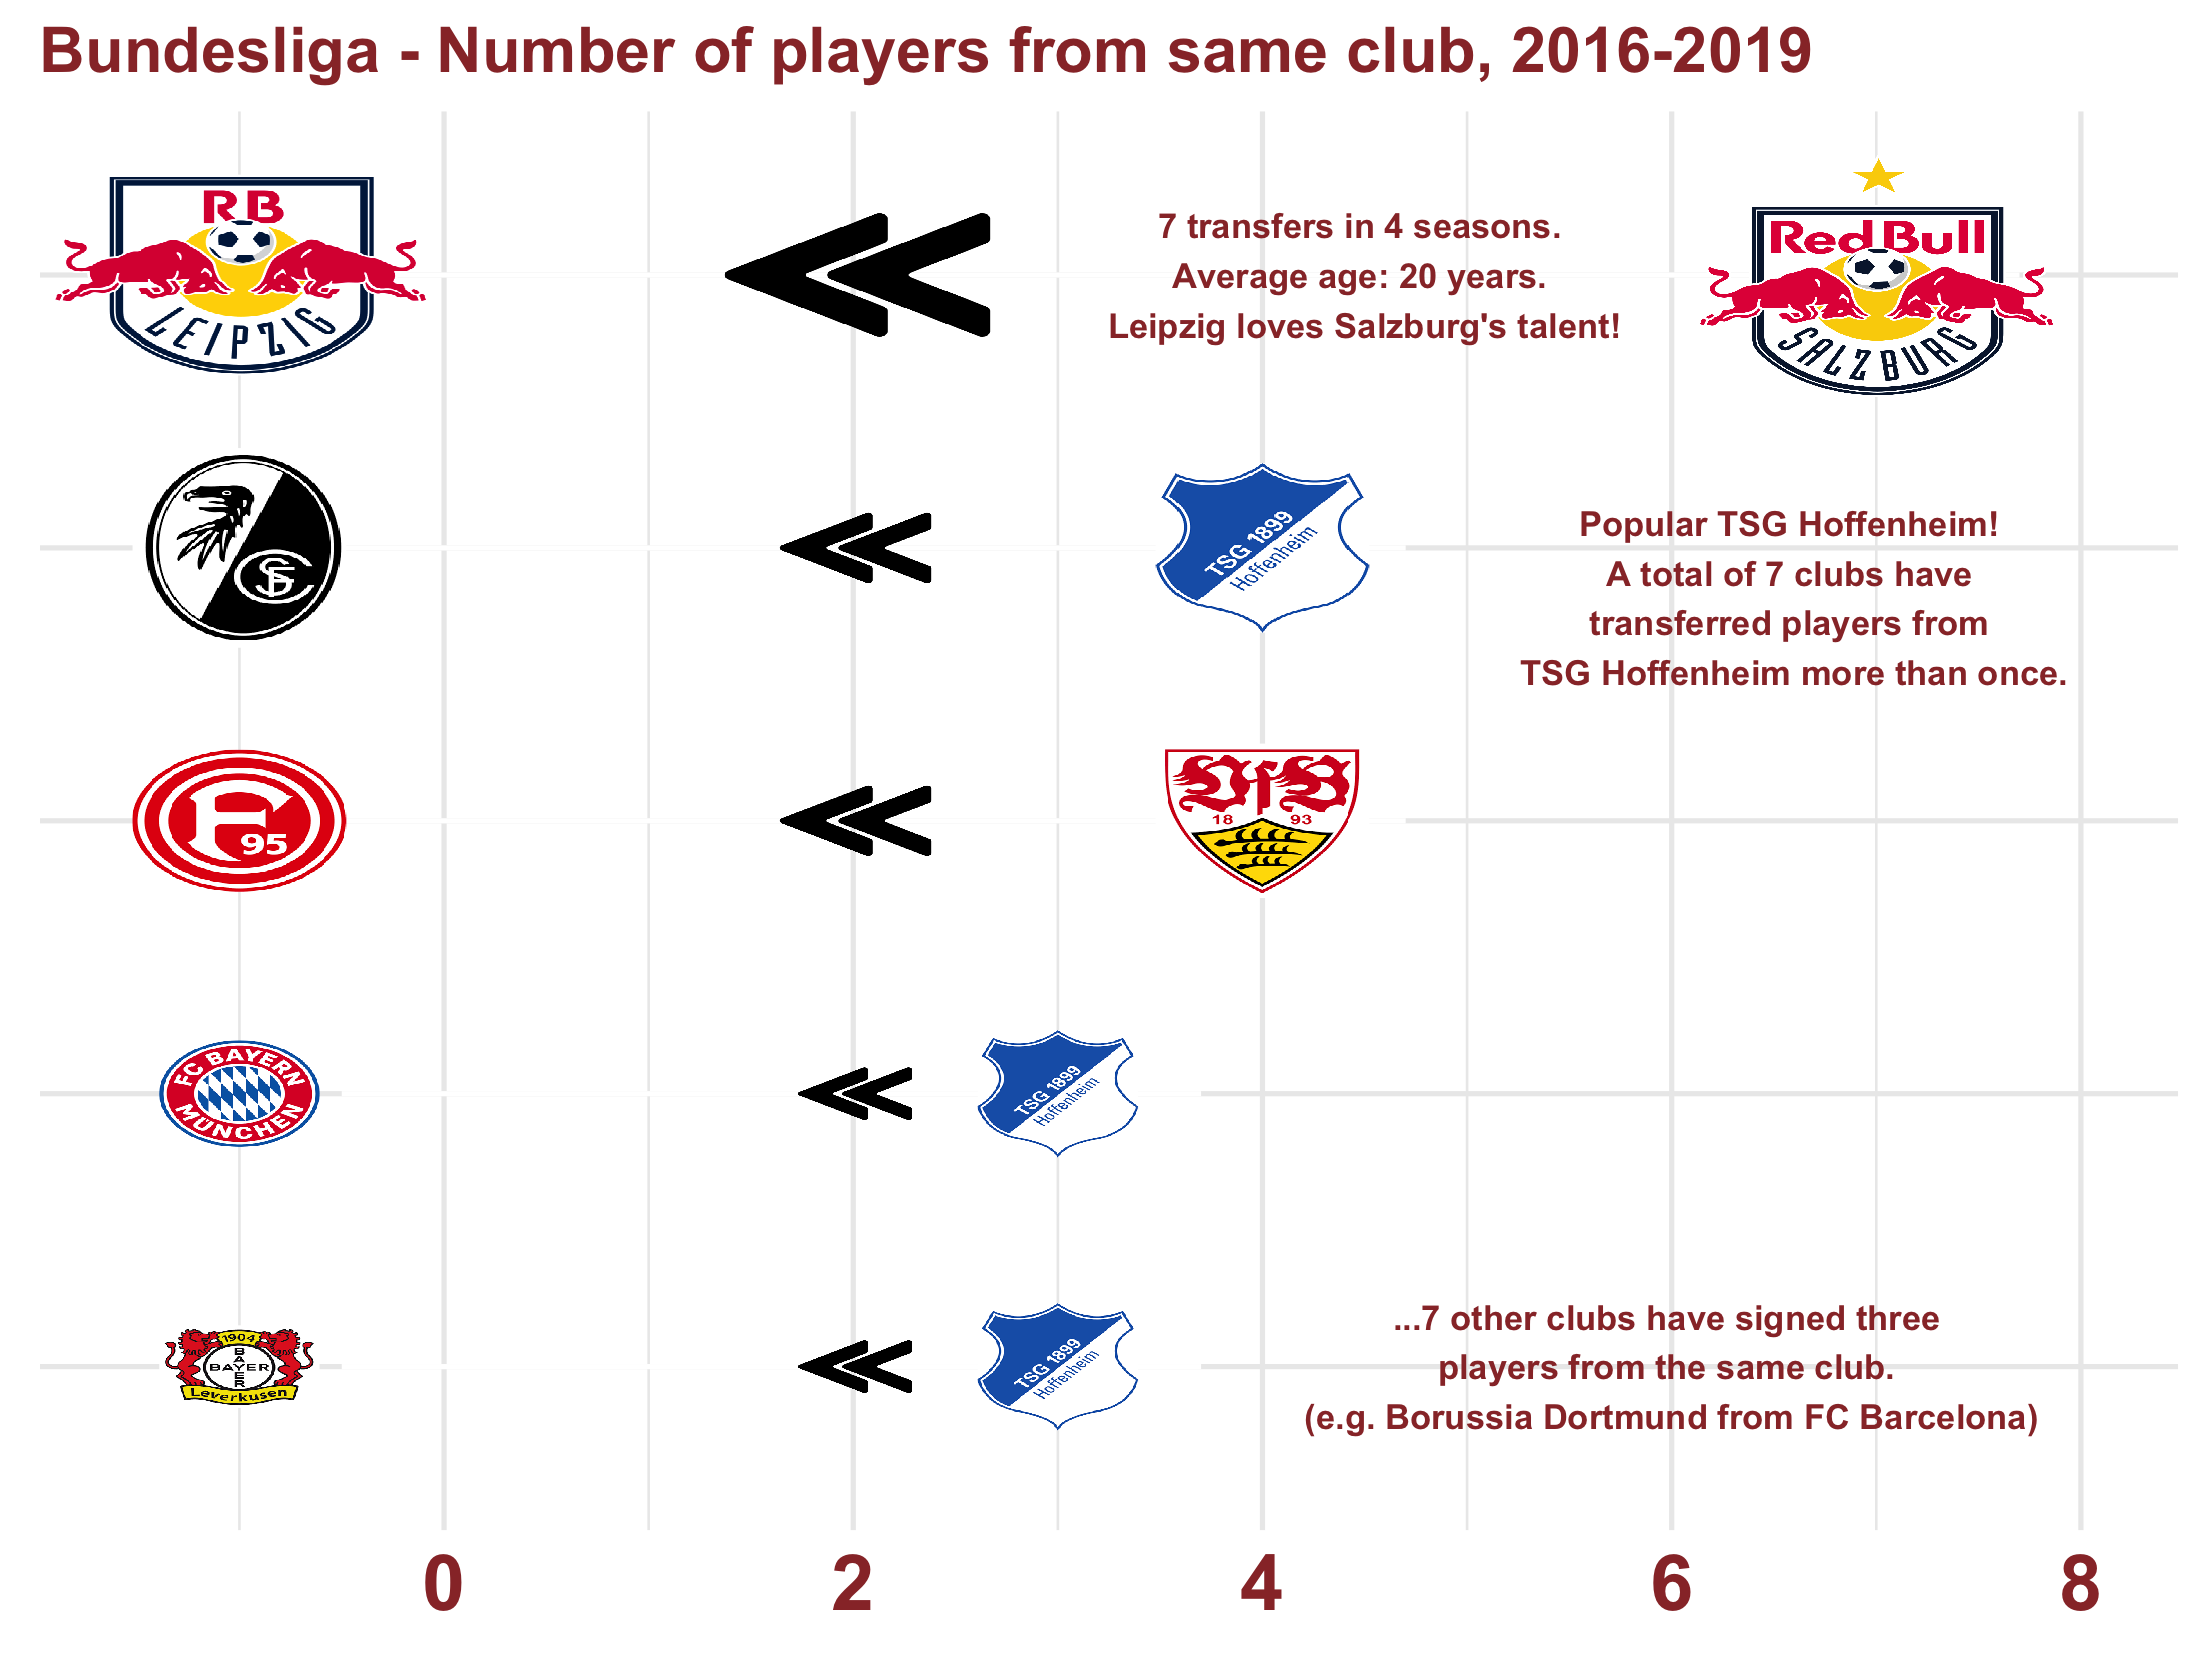 Bundesliga - Number of players from same club, 2016-2019
RB
LEIPZIG
7 transfers in 4 seasons.
Average age: 20 years.
Leipzig loves Salzburg's talent!
Red Bull
SALZBURG
SC
F
TSG 1899
Hoffenheim
Popular TSG Hoffenheim!
A total of 7 clubs have
transferred players from
TSG Hoffenheim more than once.
F
95
VfB
18 93
FC BAYERN
MÜNCHEN
TSG 1899
Hoffenheim
1904
BAYER
BAYER
Leverkusen
TSG 1899
Hoffenheim
...7 other clubs have signed three
players from the same club.
(e.g. Borussia Dortmund from FC Barcelona)
0 2 4 6 8